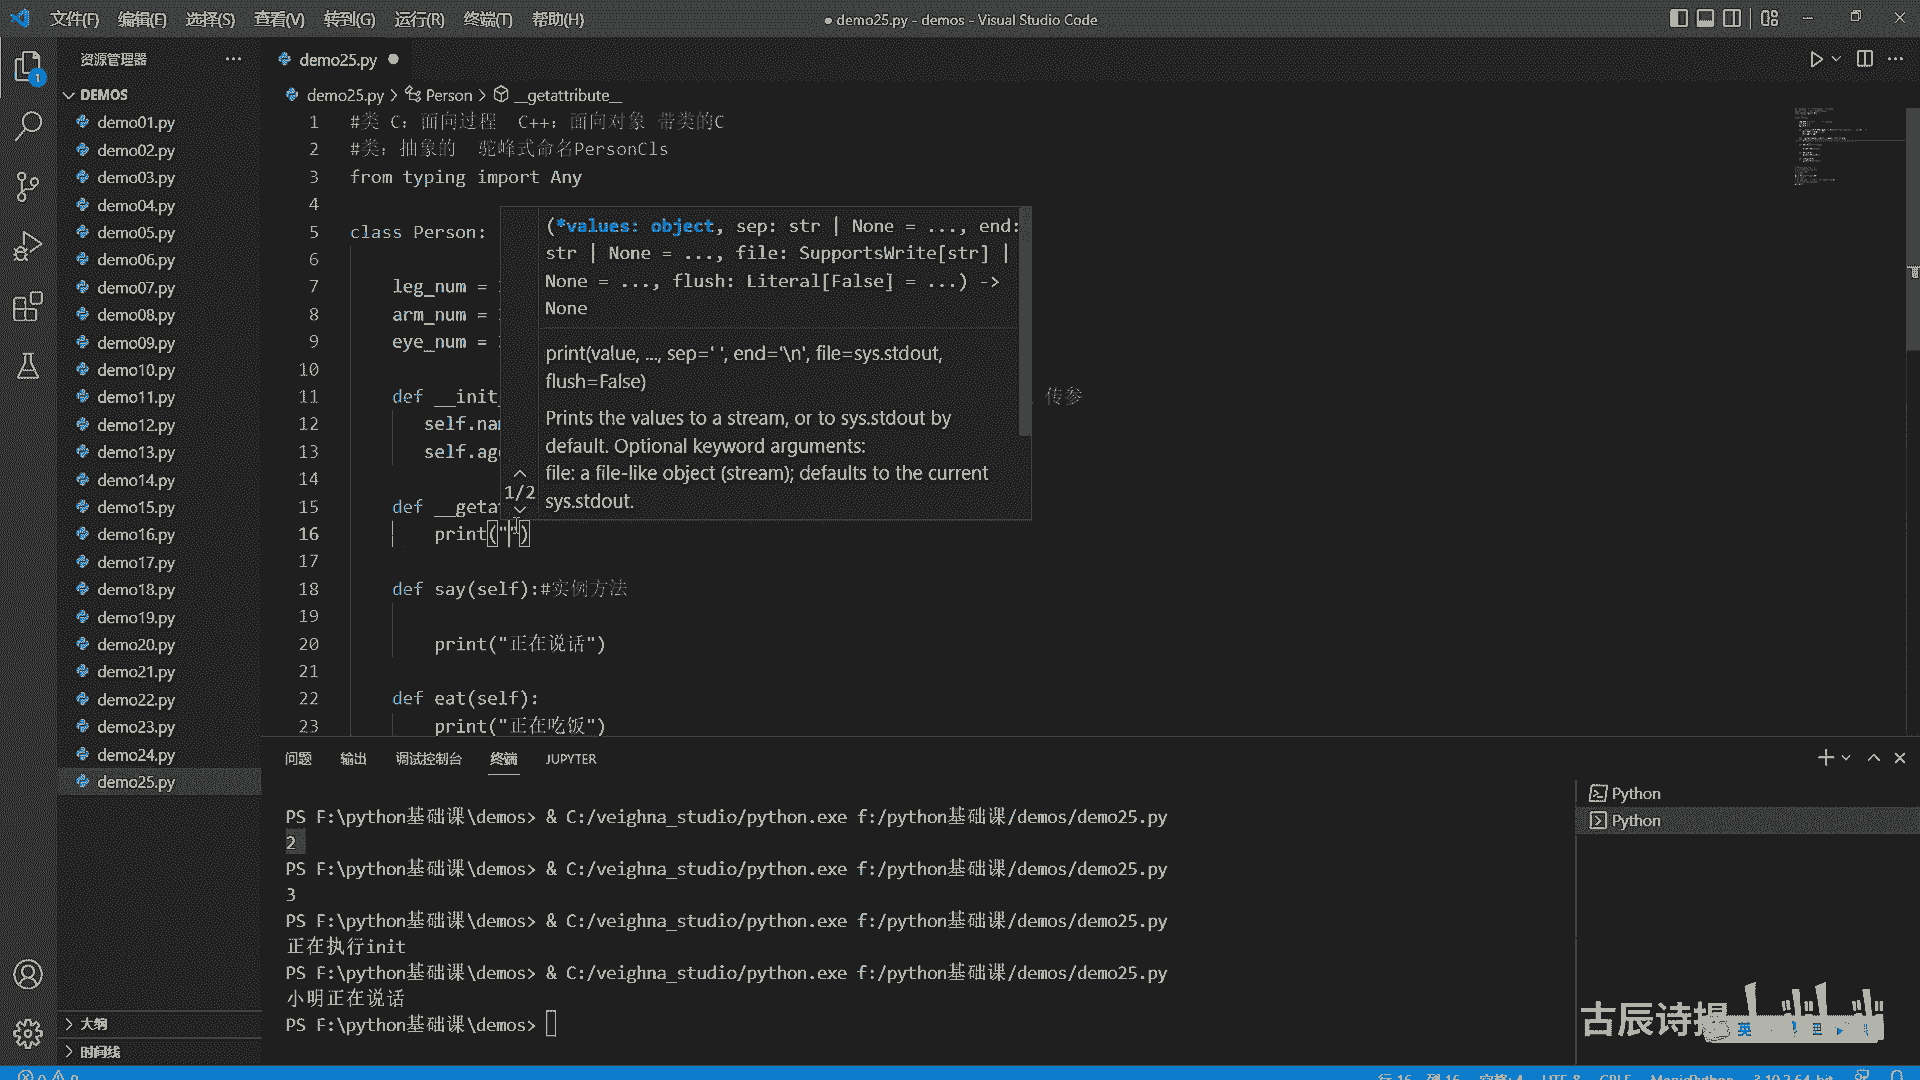 文件(F) 编辑(E) 选择(S) 查看(V) 转到(G) 运行(R) 终端(T) 帮助(H)
● demo25.py - demos - Visual Studio Code
资源管理器
DEMOS
demo01.py
demo02.py
demo03.py
demo04.py
demo05.py
demo06.py
demo07.py
demo08.py
demo09.py
demo10.py
demo11.py
demo12.py
demo13.py
demo14.py
demo15.py
demo16.py
demo17.py
demo18.py
demo19.py
demo20.py
demo21.py
demo22.py
demo23.py
demo24.py
demo25.py
大纲
时间线
1
demo25.py
demo25.py > Person > __getattribute__
1 #类 C：面向过程 C++：面向对象 带类的C
2 #类：抽象的 驼峰式命名PersonCls
3 from typing import Any
4
5 class Person:
6
7 leg_num =
8 arm_num =
9 eye_num =
10
11 def __init 传参
12 self.na
13 self.ag
14
15 def __geta
16 print("")
17
18 def say(self):#实例方法
19
20 print("正在说话")
21
22 def eat(self):
23 print("正在吃饭")
(*values: object, sep: str | None = ..., end:
str | None = ..., file: SupportsWrite[str] |
None = ..., flush: Literal[False] = ...) ->
None
print(value, ..., sep=' ', end='\n', file=sys.stdout,
flush=False)
Prints the values to a stream, or to sys.stdout by
default. Optional keyword arguments:
file: a file-like object (stream); defaults to the current
sys.stdout.
1/2
问题 输出 调试控制台 终端 JUPYTER
PS F:\python基础课\demos> & C:/veighna_studio/python.exe f:/python基础课/demos/demo25.py
2
PS F:\python基础课\demos> & C:/veighna_studio/python.exe f:/python基础课/demos/demo25.py
3
PS F:\python基础课\demos> & C:/veighna_studio/python.exe f:/python基础课/demos/demo25.py
正在执行init
PS F:\python基础课\demos> & C:/veighna_studio/python.exe f:/python基础课/demos/demo25.py
小明正在说话
PS F:\python基础课\demos>
Python
Python
古辰诗提
英
行 16, 列 16 空格: 4 UTF-8 CRLF MagicPython 3.10.2 64-bit